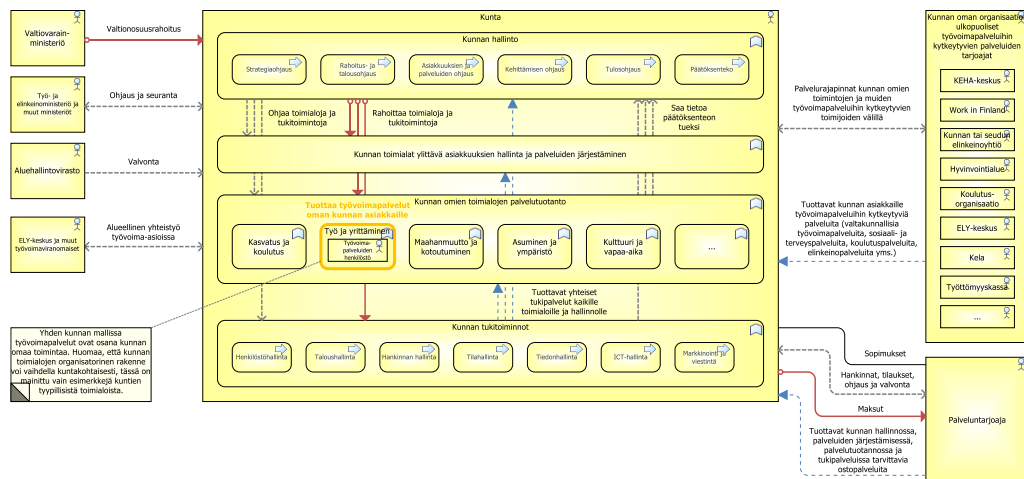 Valtiovarain-
ministeriö
Valtionosuusrahoitus
Työ- ja
elinkeinoministeriö ja
muut ministeriöt
Ohjaus ja seuranta
Aluehallintovirasto
Valvonta
ELY-keskus ja muut
työvoimaviranomaiset
Alueellinen yhteistyö
työvoima-asioissa
Yhden kunnan mallissa
työvoimapalvelut ovat osana kunnan
omaa toimintaa. Huomaa, että kunnan
toimialojen organisatorinen rakenne
voi vaihdella kuntakohtaisesti, tässä on
mainittu vain esimerkkejä kuntien
tyypillisistä toimialoista.
Kunta
Kunnan hallinto
Strategiaohjaus
Rahoitus- ja
talousohjaus
Asiakkuuksien ja
palveluiden ohjaus
Kehittämisen ohjaus
Tulosohjaus
Päätöksenteko
Ohjaa toimialoja ja
tukitoimintoja
Rahoittaa toimialoja ja
tukitoimintoja
Saa tietoa
päätöksenteon
tueksi
Kunnan toimialat ylittävä asiakkuuksien hallinta ja palveluiden järjestäminen
Kunnan omien toimialojen palvelutuotanto
Tuottaa työvoimapalvelut
oman kunnan asiakkaille
Kasvatus ja
koulutus
Työ ja yrittäminen
Työvoima-
palveluiden
henkilöstö
Maahanmuutto ja
kotoutuminen
Asuminen ja
ympäristö
Kulttuuri ja
vapaa-aika
...
Tuottavat yhteiset
tukipalvelut kaikille
toimialoille ja hallinnolle
Kunnan tukitoiminnot
Henkilöstöhallinta
Taloushallinta
Hankinnan hallinta
Tilahallinta
Tiedonhallinta
ICT-hallinta
Markkinointi ja
viestintä
Palvelurajapinnat kunnan omien
toimintojen ja muiden
työvoimapalveluihin kytkeytyvien
toimijoiden välillä
Tuottavat kunnan asiakkaille
työvoimapalveluihin kytkeytyviä
palveluita (valtakunnallisia
työvoimapalveluita, sosiaali- ja
terveyspalveluita, koulutuspalveluita,
elinkeinopalveluita yms.)
Kunnan oman organisaation
ulkopuoliset
työvoimapalveluihin
kytkeytyvien palveluiden
tarjoajat
KEHA-keskus
Work in Finland
Kunnan tai seudun
elinkeinoyhtiö
Hyvinvointialue
Koulutus-
organisaatio
ELY-keskus
Kela
Työttömyyskassa
...
Sopimukset
Hankinnat, tilaukset,
ohjaus ja valvonta
Maksut
Tuottavat kunnan hallinnossa,
palveluiden järjestämisessä,
palvelutuotannossa ja
tukipalveluissa tarvittavia
ostopalveluita
Palveluntarjoaja